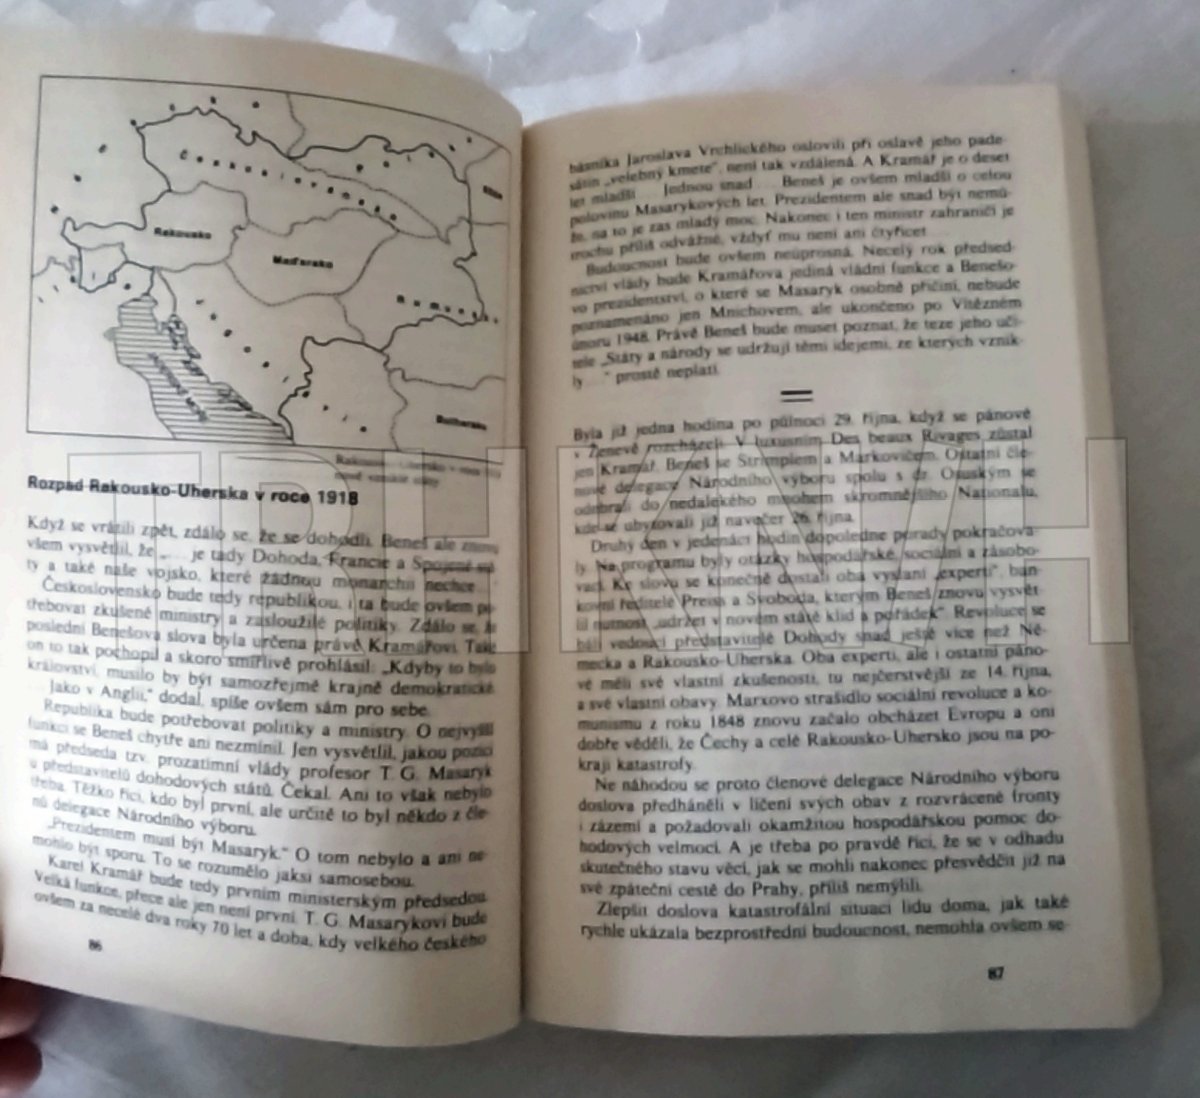 Československo
Rakousko
Maďarsko
Rumunsko
Bulharsko
Rozpad Rakousko-Uherska v roce 1918
Když se vrátili zpět, zdálo se, že se dohodli. Beneš ale znovu
všem vysvětlil, že „... je tady Dohoda, Francie a Spojené stá-
ty a také naše vojsko, které žádnou monarchii nechce...“
Československo bude tedy republikou, i ta bude ovšem po-
třebovat zkušené ministry a zasloužilé politiky. Zdálo se, že
poslední Benešova slova byla určena právě Kramářovi. Také
on to tak pochopil a skoro smířlivě prohlásil: „Kdyby to bylo
království, musilo by být samozřejmě krajně demokratické
... Jako v Anglii,“ dodal, spíše ovšem sám pro sebe.
Republika bude potřebovat politiky a ministry. O nejvyšší
funkci se Beneš chytře ani nezmínil. Jen vysvětlil, jakou pozici
má předseda tzv. prozatimní vlády profesor T. G. Masaryk
u představitelů dohodových států. Čekal. Ani to však nebylo
třeba. Těžko říci, kdo byl první, ale určitě to byl někdo z čle-
nů delegace Národního výboru.
„Prezidentem musí být Masaryk.“ O tom nebylo a ani ne-
mohlo být sporu. To se rozumělo jaksi samosebou.
Karel Kramář bude tedy prvním ministerským předsedou.
Velká funkce, přece ale jen není první. T. G. Masarykovi bude
ovšem za necelé dva roky 70 let a doba, kdy velkého českého
86
básníka Jaroslava Vrchlického oslovili při oslavě jeho pade-
sátin „velebný kmete“, není tak vzdálená. A Kramář je o deset
let mladší... Jednou snad... Beneš je ovšem mladší o celou
polovinu Masarykových let. Prezidentem ale snad být nemů-
že, na to je zas mladý moc. Nakonec i ten ministr zahraničí je
trochu příliš odvážné, vždyť mu není ani čtyřicet...
Budoucnost bude ovšem neúprosná. Necelý rok předsed-
nictví vlády bude Kramářova jediná vládní funkce a Benešo-
vo prezidentství, o které se Masaryk osobně přičiní, nebude
poznamenáno jen Mnichovem, ale ukončeno po Vítězném
únoru 1948. Právě Beneš bude muset poznat, že teze jeho uči-
tele „Státy a národy se udržují těmi idejemi, ze kterých vznik-
ly...“ prostě neplatí.
Byla již jedna hodina po půlnoci 29. října, když se pánové
v Ženevě rozcházeli. V luxusním Des beaux Rivages zůstal
jen Kramář. Beneš se Strimplem a Markovičem. Ostatní čle-
nové delegace Národního výboru spolu s dr. Osuským se
odebrali do nedalekého mnohem skromnějšího Nationalu,
kde se ubytovali již navečer 26. října.
Druhý den v jedenáct hodin dopoledne porady pokračova-
ly. Na programu byly otázky hospodářské, sociální a zásobo-
vací. Ke slovu se konečně dostali oba vyslaní „experti“, ban-
kovní ředitelé Preiss a Svoboda, kterým Beneš znovu vysvět-
lil nutnost „udržet v novém státě klid a pořádek“. Revoluce se
báli vedoucí představitelé Dohody snad ještě více než Ně-
mecka a Rakousko-Uherska. Oba experti, ale i ostatní páno-
vé měli své vlastní zkušenosti, tu nejčerstvější ze 14. října,
a své vlastní obavy. Marxovo strašidlo sociální revoluce a ko-
munismu z roku 1848 znovu začalo obcházet Evropu a oni
dobře věděli, že Čechy a celé Rakousko-Uhersko jsou na po-
kraji katastrofy.
Ne náhodou se proto členové delegace Národního výboru
doslova předháněli v líčení svých obav z rozvrácené fronty
i zázemí a požadovali okamžitou hospodářskou pomoc do-
hodových velmocí. A je třeba po pravdě říci, že se v odhadu
skutečného stavu věcí, jak se mohli nakonec přesvědčit již na
své zpáteční cestě do Prahy, příliš nemýlili.
Zlepšit doslova katastrofální situaci lidu doma, jak také
rychle ukázala bezprostřední budoucnost, nemohla ovšem se-
87
TRHKNIH